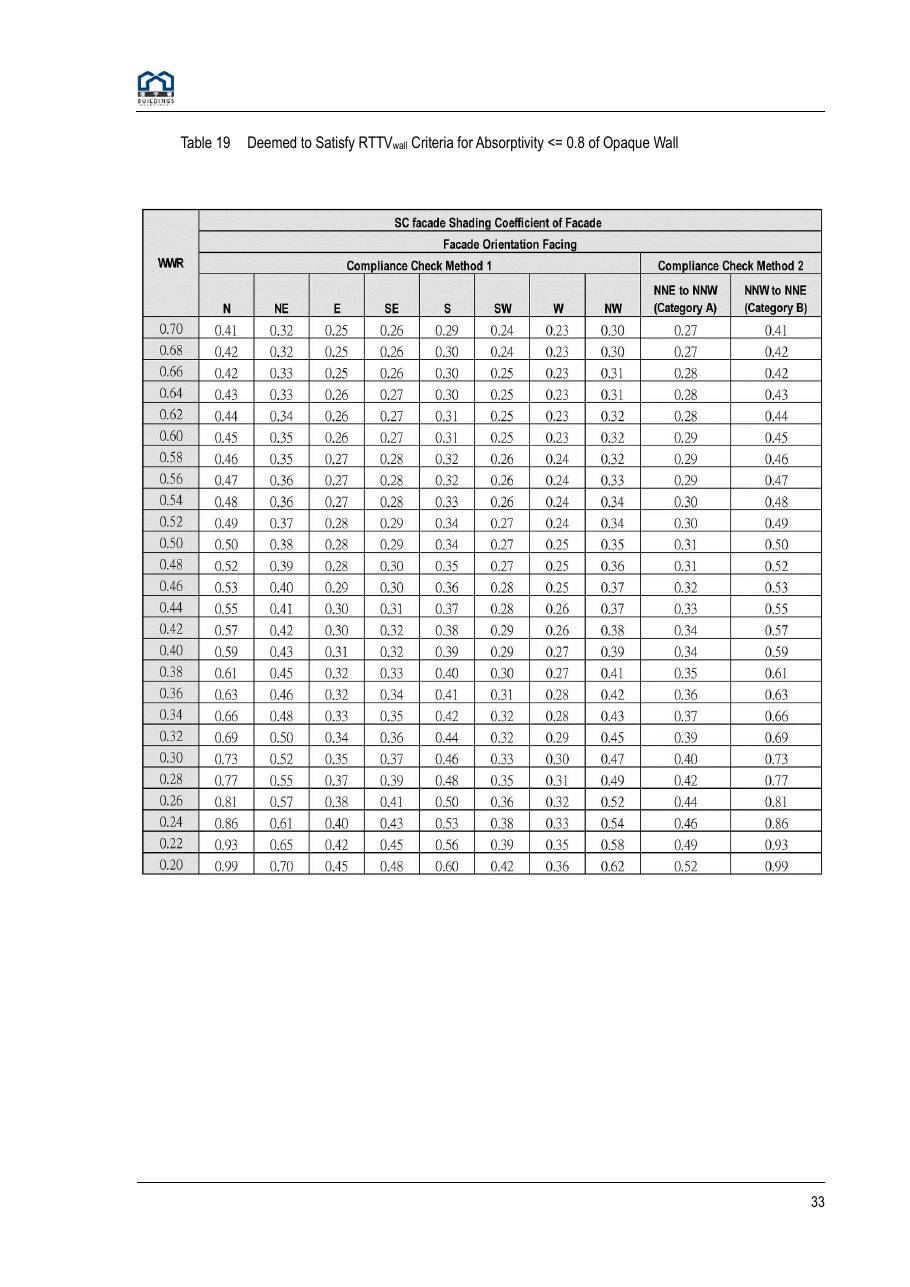 BUILDINGS
Table 19 Deemed to Satisfy RTTVwall Criteria for Absorptivity <= 0.8 of Opaque Wall
SC facade Shading Coefficient of Facade
Facade Orientation Facing
WWR Compliance Check Method 1 Compliance Check Method 2
N NE E SE S SW W NW NNE to NNW (Category A) NNW to NNE (Category B)
0.70 0.41 0.32 0.25 0.26 0.29 0.24 0.23 0.30 0.27 0.41
0.68 0.42 0.32 0.25 0.26 0.30 0.24 0.23 0.30 0.27 0.42
0.66 0.42 0.33 0.25 0.26 0.30 0.25 0.23 0.31 0.28 0.42
0.64 0.43 0.33 0.26 0.27 0.30 0.25 0.23 0.31 0.28 0.43
0.62 0.44 0.34 0.26 0.27 0.31 0.25 0.23 0.32 0.28 0.44
0.60 0.45 0.35 0.26 0.27 0.31 0.25 0.23 0.32 0.29 0.45
0.58 0.46 0.35 0.27 0.28 0.32 0.26 0.24 0.32 0.29 0.46
0.56 0.47 0.36 0.27 0.28 0.32 0.26 0.24 0.33 0.29 0.47
0.54 0.48 0.36 0.27 0.28 0.33 0.26 0.24 0.34 0.30 0.48
0.52 0.49 0.37 0.28 0.29 0.34 0.27 0.24 0.34 0.30 0.49
0.50 0.50 0.38 0.28 0.29 0.34 0.27 0.25 0.35 0.31 0.50
0.48 0.52 0.39 0.28 0.30 0.35 0.27 0.25 0.36 0.31 0.52
0.46 0.53 0.40 0.29 0.30 0.36 0.28 0.25 0.37 0.32 0.53
0.44 0.55 0.41 0.30 0.31 0.37 0.28 0.26 0.37 0.33 0.55
0.42 0.57 0.42 0.30 0.32 0.38 0.29 0.26 0.38 0.34 0.57
0.40 0.59 0.43 0.31 0.32 0.39 0.29 0.27 0.39 0.34 0.59
0.38 0.61 0.45 0.32 0.33 0.40 0.30 0.27 0.41 0.35 0.61
0.36 0.63 0.46 0.32 0.34 0.41 0.31 0.28 0.42 0.36 0.63
0.34 0.66 0.48 0.33 0.35 0.42 0.32 0.28 0.43 0.37 0.66
0.32 0.69 0.50 0.34 0.36 0.44 0.32 0.29 0.45 0.39 0.69
0.30 0.73 0.52 0.35 0.37 0.46 0.33 0.30 0.47 0.40 0.73
0.28 0.77 0.55 0.37 0.39 0.48 0.35 0.31 0.49 0.42 0.77
0.26 0.81 0.57 0.38 0.41 0.50 0.36 0.32 0.52 0.44 0.81
0.24 0.86 0.61 0.40 0.43 0.53 0.38 0.33 0.54 0.46 0.86
0.22 0.93 0.65 0.42 0.45 0.56 0.39 0.35 0.58 0.49 0.93
0.20 0.99 0.70 0.45 0.48 0.60 0.42 0.36 0.62 0.52 0.99
33